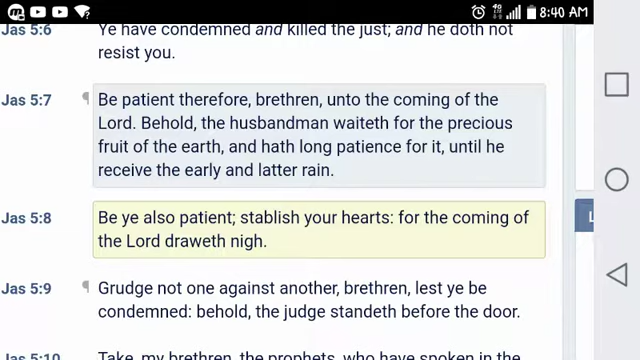 8:40 AM
Jas 5:6 Ye have condemned and killed the just; and he doth not
resist you.
Jas 5:7 ¶ Be patient therefore, brethren, unto the coming of the
Lord. Behold, the husbandman waiteth for the precious
fruit of the earth, and hath long patience for it, until he
receive the early and latter rain.
Jas 5:8 Be ye also patient; stablish your hearts: for the coming of
the Lord draweth nigh.
Jas 5:9 ¶ Grudge not one against another, brethren, lest ye be
condemned: behold, the judge standeth before the door.
Jas 5:10 Take, my brethren, the prophets, who have spoken in the